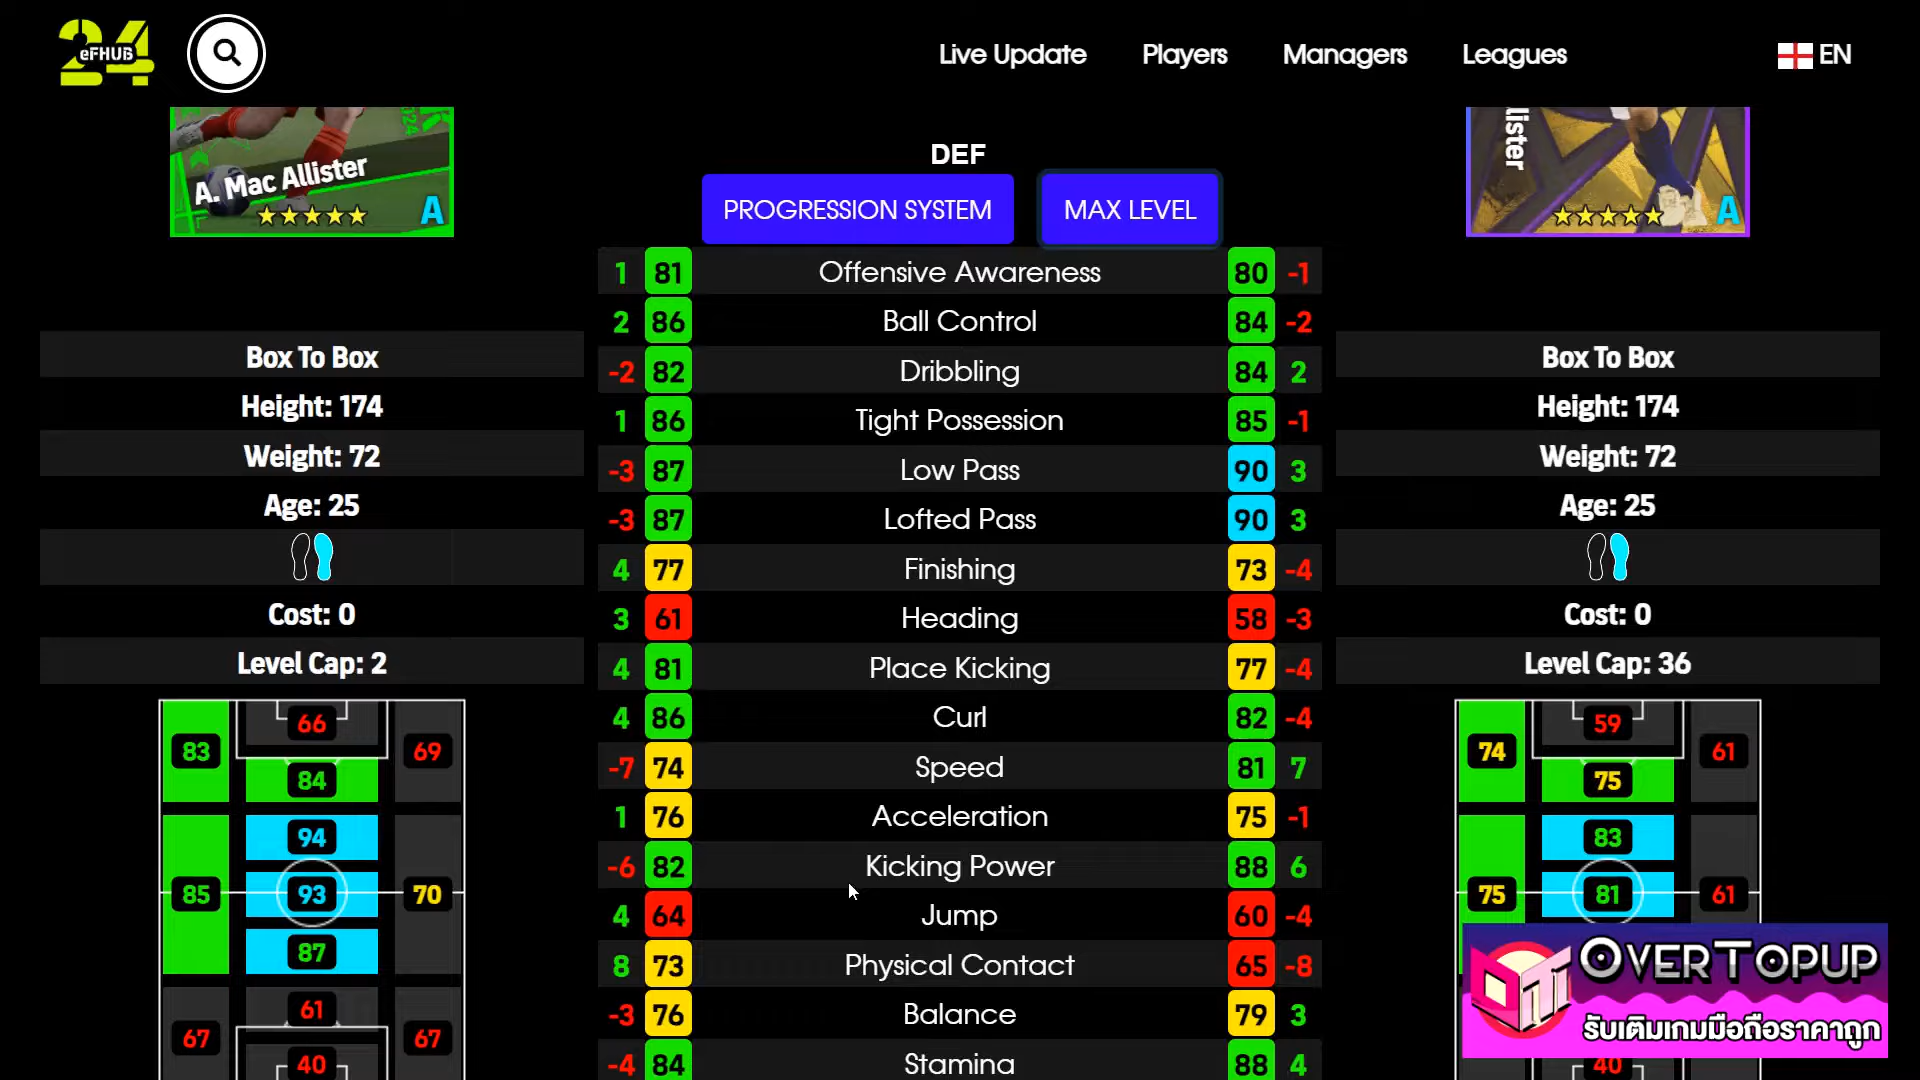 24
eFHUB
Live Update
Players
Managers
Leagues
EN
2024
A. Mac Allister
A
DEF
PROGRESSION SYSTEM
MAX LEVEL
lister
A
1 81 Offensive Awareness 80 -1
2 86 Ball Control 84 -2
-2 82 Dribbling 84 2
1 86 Tight Possession 85 -1
-3 87 Low Pass 90 3
-3 87 Lofted Pass 90 3
4 77 Finishing 73 -4
3 61 Heading 58 -3
4 81 Place Kicking 77 -4
4 86 Curl 82 -4
-7 74 Speed 81 7
1 76 Acceleration 75 -1
-6 82 Kicking Power 88 6
4 64 Jump 60 -4
8 73 Physical Contact 65 -8
-3 76 Balance 79 3
-4 84 Stamina 88 4
Box To Box
Height: 174
Weight: 72
Age: 25
Cost: 0
Level Cap: 2
66
83
69
84
94
85
93
70
87
61
67
67
40
Box To Box
Height: 174
Weight: 72
Age: 25
Cost: 0
Level Cap: 36
59
74
61
75
83
75
81
61
40
OVERTOPUP
รับเติมเกมมือถือราคาถูก